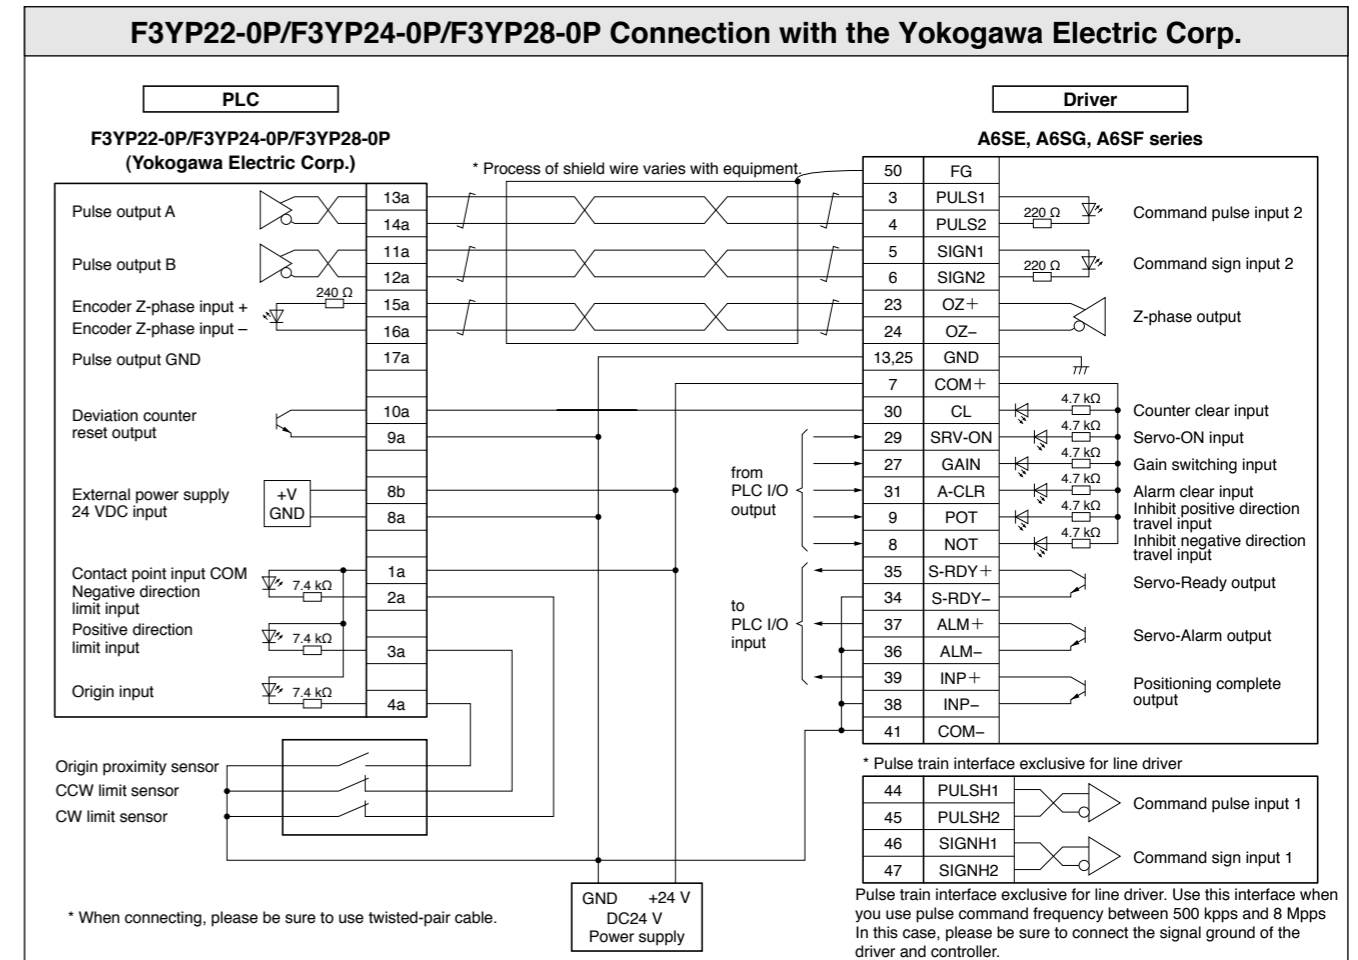 F3YP22-0P/F3YP24-0P/F3YP28-0P Connection with the Yokogawa Electric Corp.
PLC
F3YP22-0P/F3YP24-0P/F3YP28-0P
(Yokogawa Electric Corp.)
Pulse output A
13a
14a
Pulse output B
11a
12a
240 Ω
Encoder Z-phase input +
15a
Encoder Z-phase input –
16a
Pulse output GND
17a
Deviation counter
reset output
10a
9a
External power supply
24 VDC input
+V
GND
8b
8a
Contact point input COM
1a
Negative direction
limit input
7.4 kΩ
2a
Positive direction
limit input
7.4 kΩ
3a
Origin input
7.4 kΩ
4a
Origin proximity sensor
CCW limit sensor
CW limit sensor
* When connecting, please be sure to use twisted-pair cable.
* Process of shield wire varies with equipment.
from
PLC I/O
output
to
PLC I/O
input
GND +24 V
DC24 V
Power supply
Driver
A6SE, A6SG, A6SF series
50 FG
3 PULS1
4 PULS2
220 Ω
Command pulse input 2
5 SIGN1
6 SIGN2
220 Ω
Command sign input 2
23 OZ+
24 OZ–
Z-phase output
13,25 GND
7 COM+
30 CL 4.7 kΩ Counter clear input
29 SRV-ON 4.7 kΩ Servo-ON input
27 GAIN 4.7 kΩ Gain switching input
31 A-CLR 4.7 kΩ Alarm clear input
9 POT 4.7 kΩ Inhibit positive direction
travel input
8 NOT 4.7 kΩ Inhibit negative direction
travel input
35 S-RDY+
34 S-RDY–
Servo-Ready output
37 ALM+
36 ALM–
Servo-Alarm output
39 INP+
38 INP–
Positioning complete
output
41 COM–
* Pulse train interface exclusive for line driver
44 PULSH1
45 PULSH2
Command pulse input 1
46 SIGNH1
47 SIGNH2
Command sign input 1
Pulse train interface exclusive for line driver. Use this interface when
you use pulse command frequency between 500 kpps and 8 Mpps
In this case, please be sure to connect the signal ground of the
driver and controller.